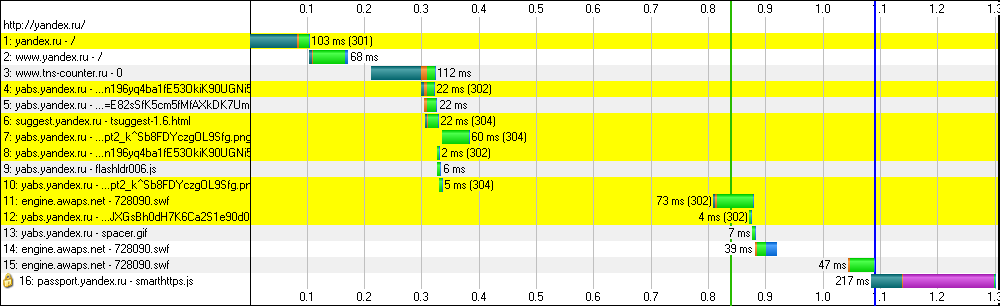 0.1 0.2 0.3 0.4 0.5 0.6 0.7 0.8 0.9 1.0 1.1 1.2 1.3
http://yandex.ru/
1: yandex.ru - / 103 ms (301)
2: www.yandex.ru - / 68 ms
3: www.tns-counter.ru - 0 112 ms
4: yabs.yandex.ru - ...n196yq4ba1fE53OkiK90UGNi5 22 ms (302)
5: yabs.yandex.ru - ...=E82sSfK5cm5fMfAXkDK7Um 22 ms
6: suggest.yandex.ru - tsuggest-1.6.html 22 ms (304)
7: yabs.yandex.ru - ...pt2_k^Sb8FDYczgOL9Sfg.png 60 ms (304)
8: yabs.yandex.ru - ...n196yq4ba1fE53OkiK90UGNi5 2 ms (302)
9: yabs.yandex.ru - flashldr006.js 6 ms
10: yabs.yandex.ru - ...pt2_k^Sb8FDYczgOL9Sfg.png 5 ms (304)
11: engine.awaps.net - 728090.swf 73 ms (302)
12: yabs.yandex.ru - ...JXGsBh0dH7K6Ca2S1e90d0 4 ms (302)
13: yabs.yandex.ru - spacer.gif 7 ms
14: engine.awaps.net - 728090.swf 39 ms
15: engine.awaps.net - 728090.swf 47 ms
16: passport.yandex.ru - smarthttps.js 217 ms
0.1 0.2 0.3 0.4 0.5 0.6 0.7 0.8 0.9 1.0 1.1 1.2 1.3